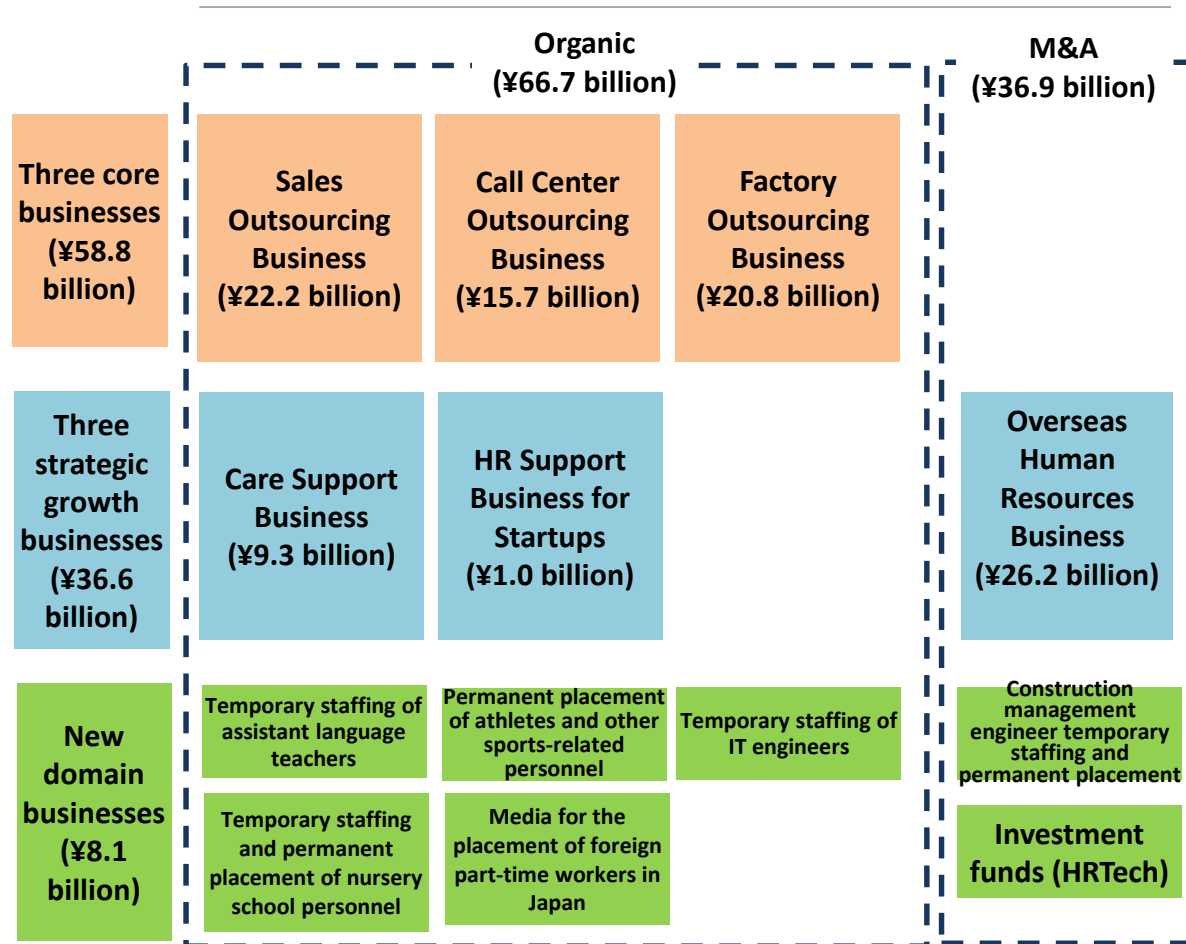 Organic
(¥66.7 billion)
M&A
(¥36.9 billion)
Three core
businesses
(¥58.8
billion)
Sales
Outsourcing
Business
(¥22.2 billion)
Call Center
Outsourcing
Business
(¥15.7 billion)
Factory
Outsourcing
Business
(¥20.8 billion)
Three
strategic
growth
businesses
(¥36.6
billion)
Care Support
Business
(¥9.3 billion)
HR Support
Business for
Startups
(¥1.0 billion)
Overseas
Human
Resources
Business
(¥26.2 billion)
New
domain
businesses
(¥8.1
billion)
Temporary staffing of
assistant language
teachers
Permanent placement
of athletes and other
sports-related
personnel
Temporary staffing of
IT engineers
Construction
management
engineer temporary
staffing and
permanent placement
Temporary staffing
and permanent
placement of nursery
school personnel
Media for the
placement of foreign
part-time workers in
Japan
Investment
funds (HRTech)